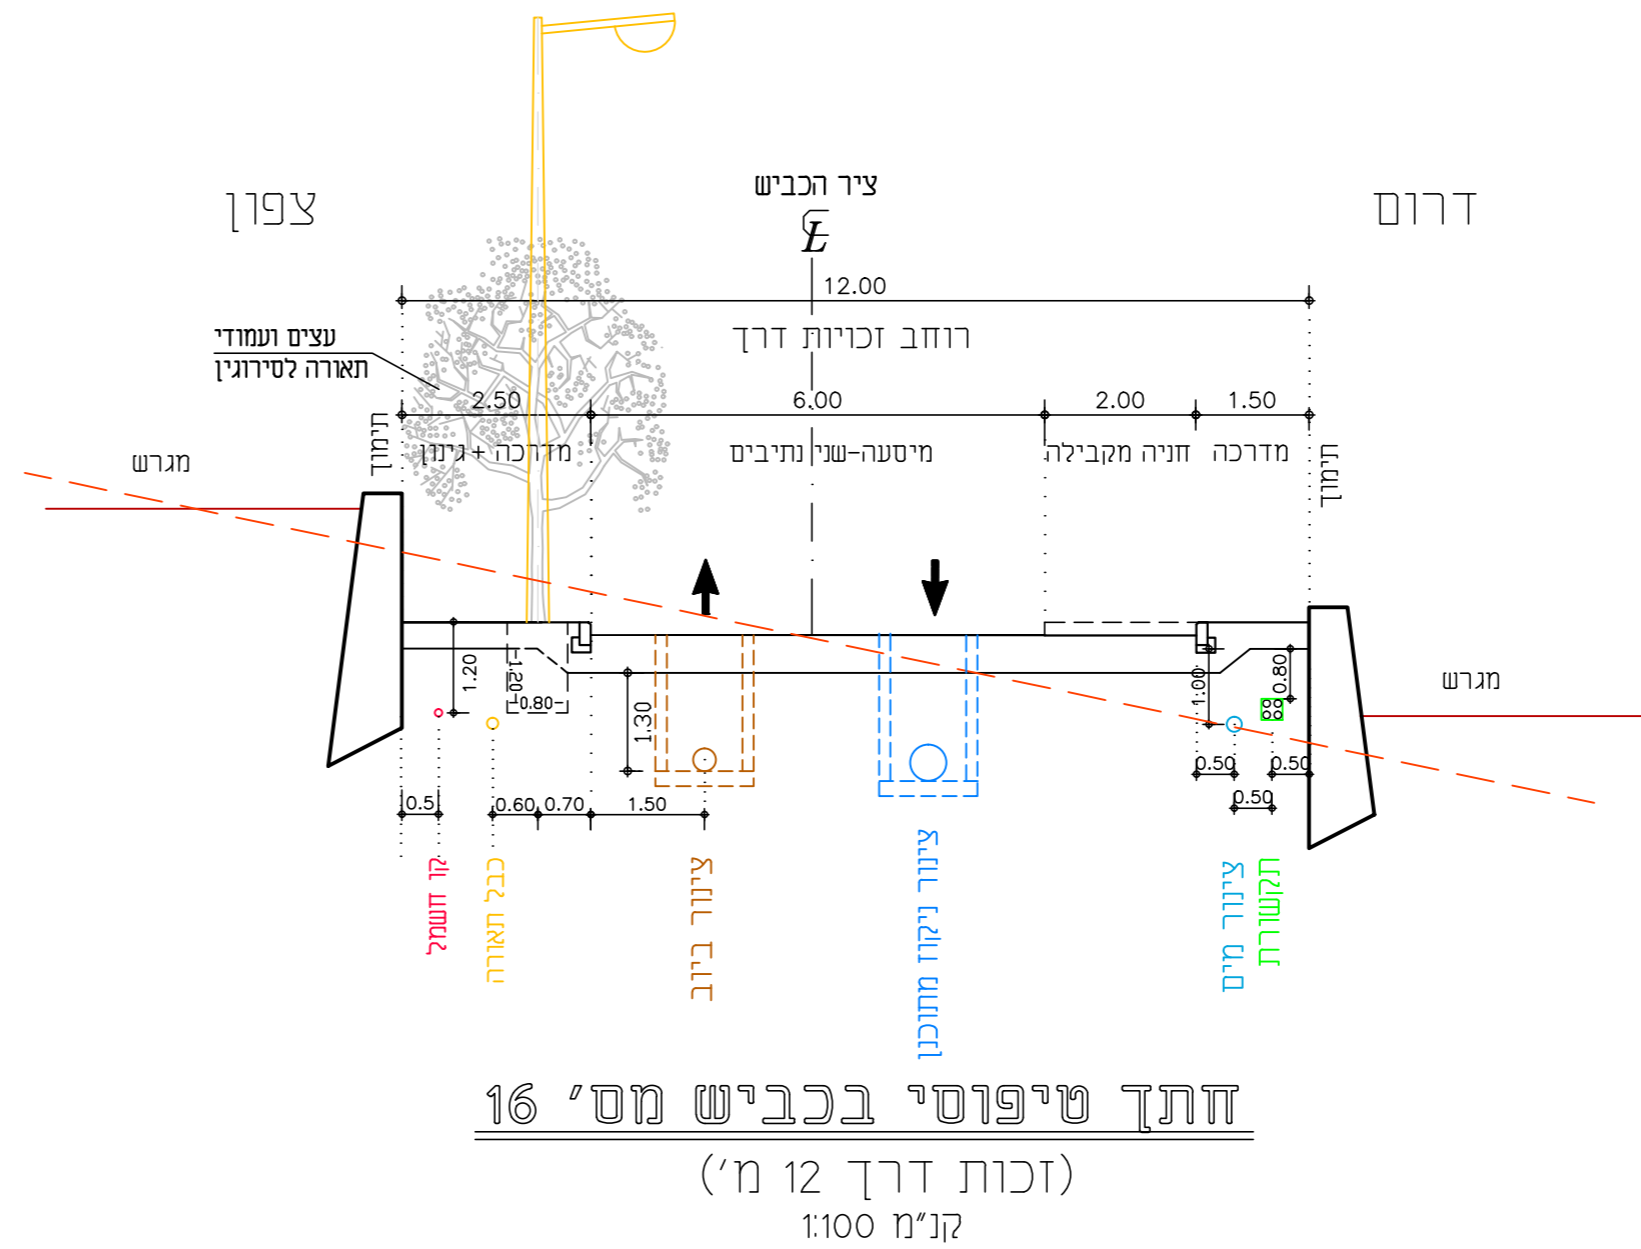 ציר הכביש
℄
צפון
דרום
12.00
רוחב זכויות דרך
עצים ועמודי
תאורה לסירוגין
2.50
6.00
2.00
1.50
תימוך
מדרכה + גינון
מיסעה-שני נתיבים
חניה מקבילה
מדרכה
תימוך
מגרש
מגרש
1.20
1.20
0.80
1.30
1.00
0.80
0.50
0.50
0.50
0.5
0.60
0.70
1.50
קו חשמל
כבל תאורה
צינור ביוב
צינור ניקוז מתוכנן
צינור מים
תקשורת
חתך טיפוסי בכביש מס' 16
(זכות דרך 12 מ')
קנ"מ 1:100